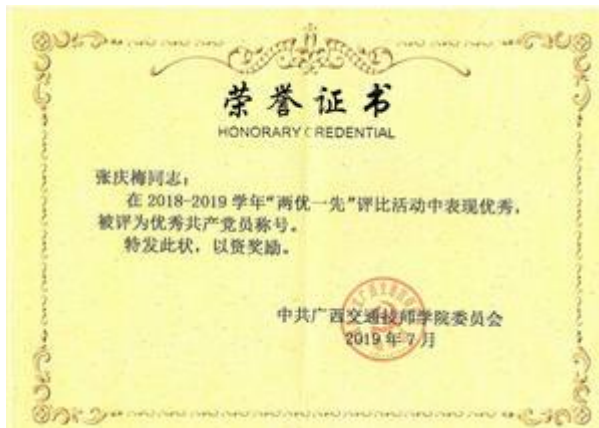 荣誉证书
HONORARY CREDENTIAL
张庆梅同志：
在 2018-2019 学年“两优一先”评比活动中表现优秀，
被评为优秀共产党员称号。
特发此状，以资奖励。
中共广西交通技师学院委员会
2019 年 7 月